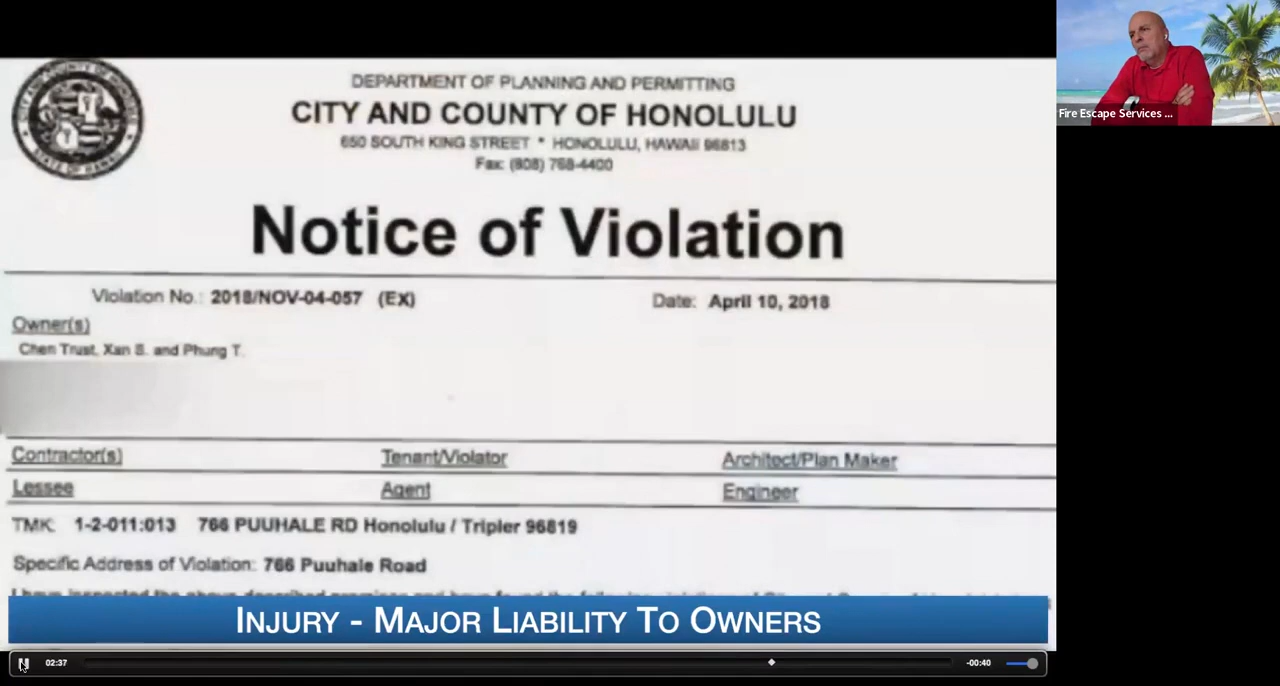 DEPARTMENT OF PLANNING AND PERMITTING
CITY AND COUNTY OF HONOLULU
650 SOUTH KING STREET * HONOLULU, HAWAII 96813
Fax: (808) 768-4400
Notice of Violation
Violation No.: 2018/NOV-04-057 (EX) Date: April 10, 2018
Owner(s)
Chen Trust, Xan S. and Phung T.
Contractor(s) Tenant/Violator Architect/Plan Maker
Lessee Agent Engineer
TMK: 1-2-011:013 766 PUUHALE RD Honolulu / Tripler 96819
Specific Address of Violation: 766 Puuhale Road
INJURY - MAJOR LIABILITY TO OWNERS
02:37 -00:40
Fire Escape Services ...